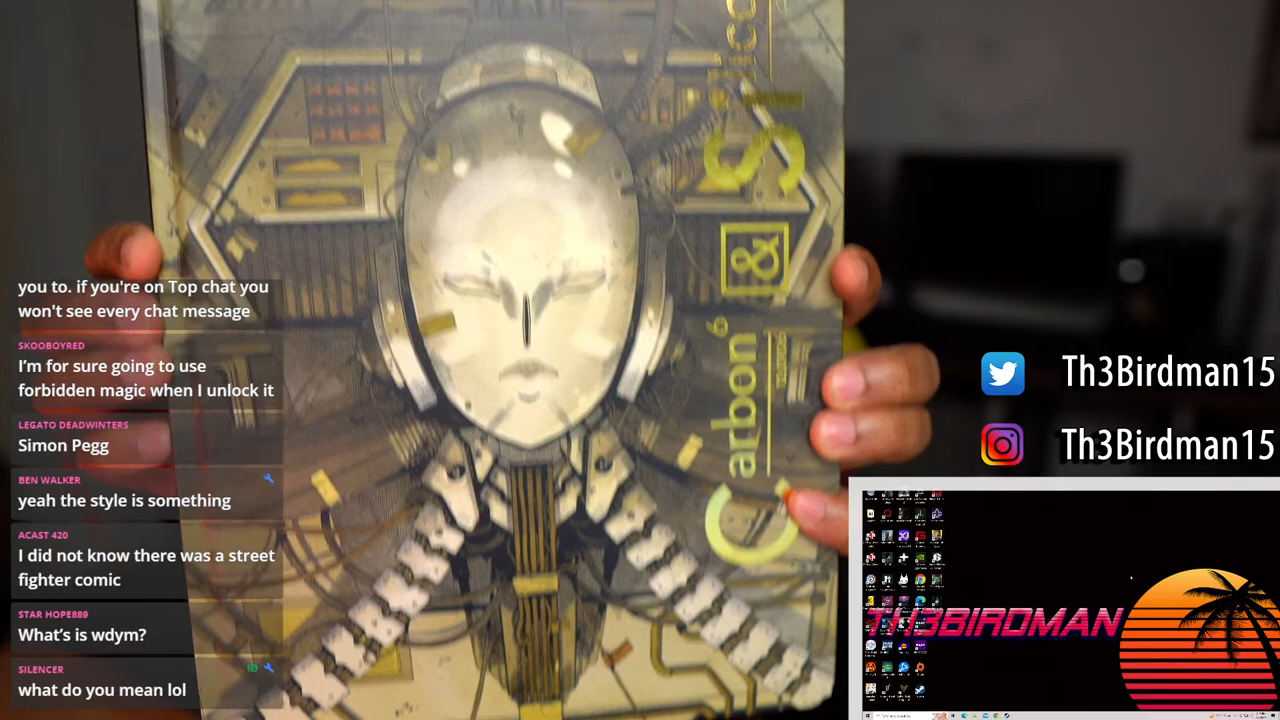 you to. if you're on Top chat you
won't see every chat message
SKOOBOYRED
I'm for sure going to use
forbidden magic when I unlock it
LEGATO DEADWINTERS
Simon Pegg
BEN WALKER
yeah the style is something
ACAST 420
I did not know there was a street
fighter comic
STAR HOPE889
What's is wdym?
SILENCER
what do you mean lol
Carbon 6
& Silico
Th3Birdman15
Th3Birdman15
TH3BIRDMAN